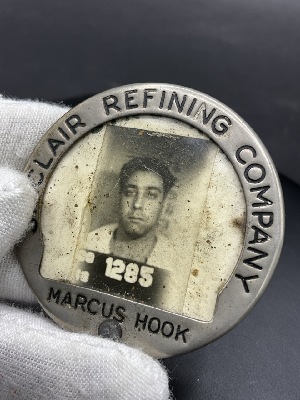 CLAIR REFINING COMPANY
1285
MARCUS HOOK